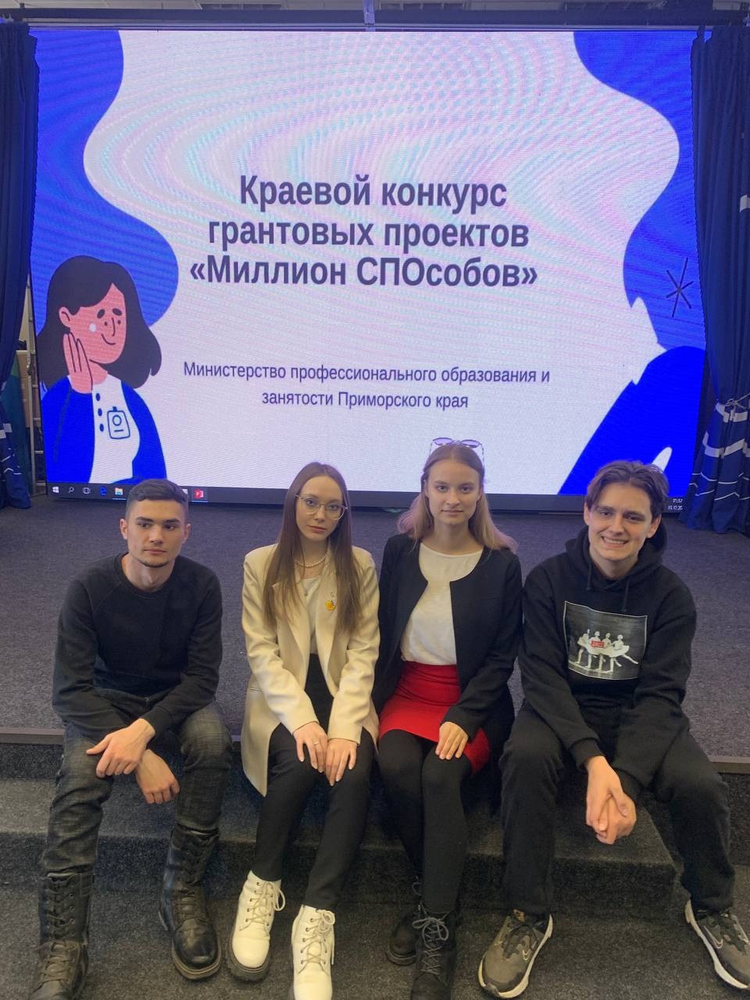 Краевой конкурс
грантовых проектов
«Миллион СПОсобов»
Министерство профессионального образования и
занятости Приморского края